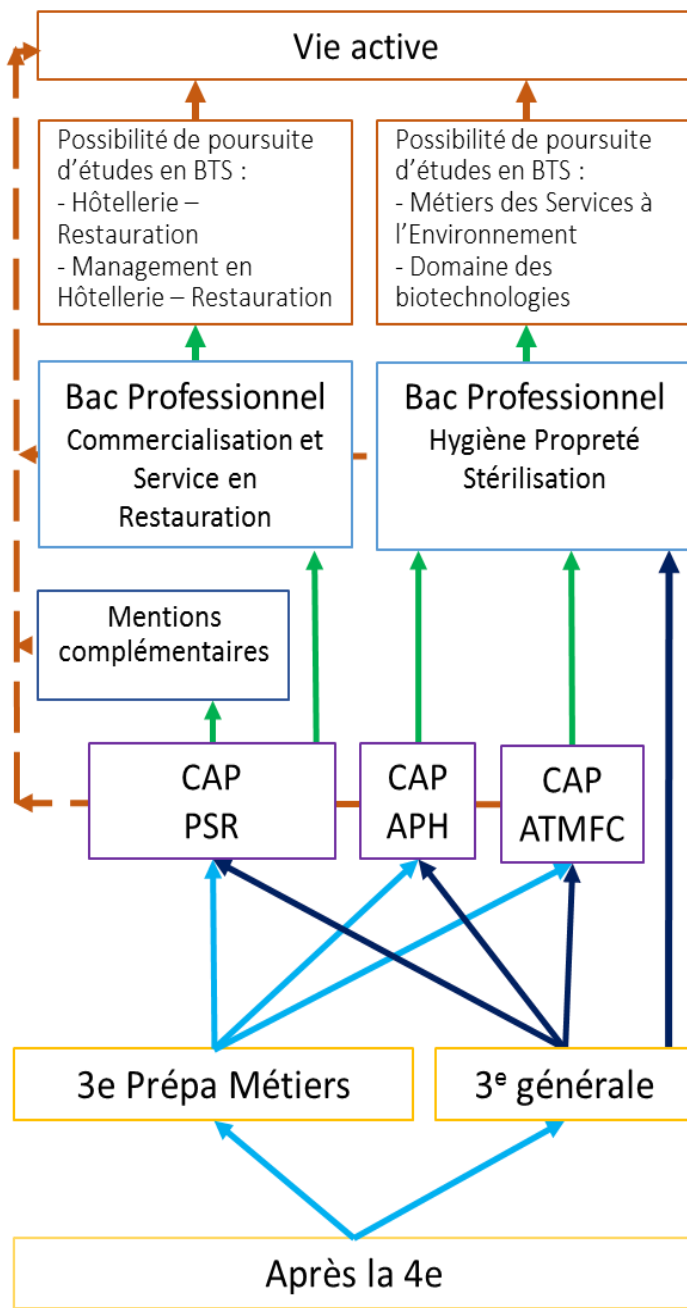 Vie active
Possibilité de poursuite
d'études en BTS :
- Hôtellerie –
Restauration
- Management en
Hôtellerie – Restauration
Possibilité de poursuite
d'études en BTS :
- Métiers des Services à
l'Environnement
- Domaine des
biotechnologies
Bac Professionnel
Commercialisation et
Service en
Restauration
Bac Professionnel
Hygiène Propreté
Stérilisation
Mentions
complémentaires
CAP
PSR
CAP
APH
CAP
ATMFC
3e Prépa Métiers
3e générale
Après la 4e